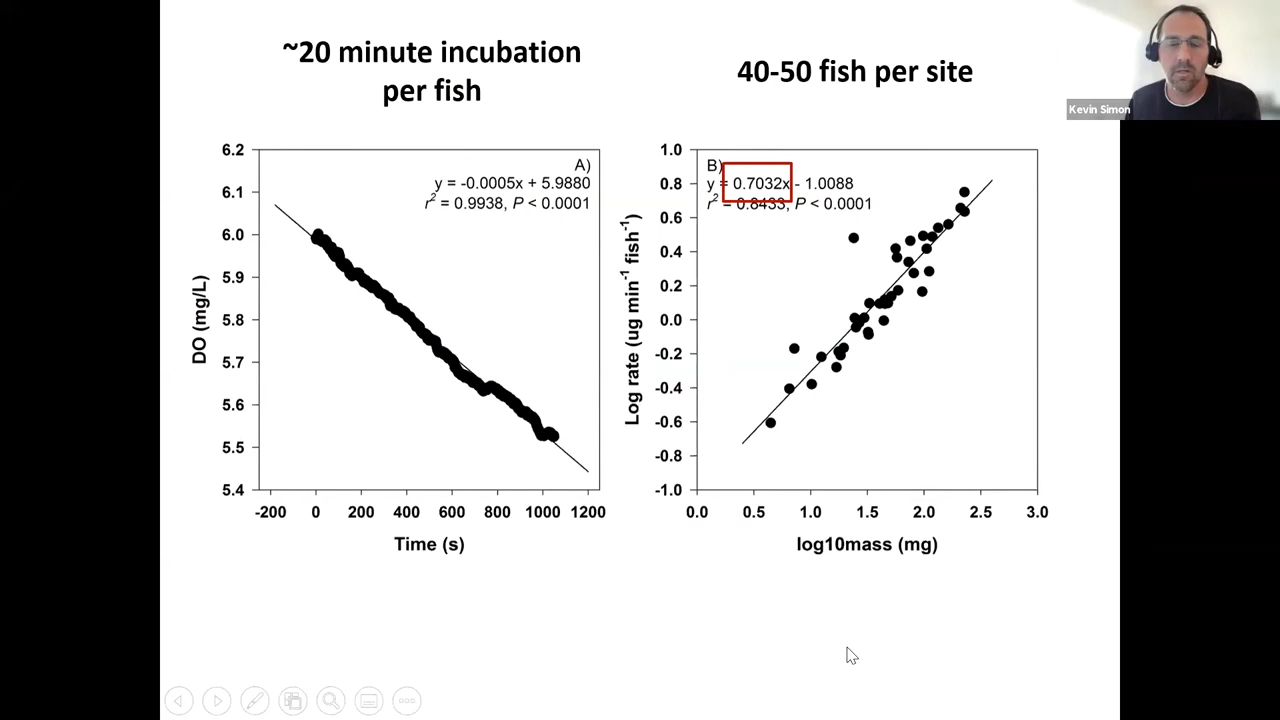 ~20 minute incubation
per fish
40-50 fish per site
Kevin Simon
A)
y = -0.0005x + 5.9880
r² = 0.9938, P < 0.0001
6.2
6.1
6.0
5.9
5.8
5.7
5.6
5.5
5.4
DO (mg/L)
-200 0 200 400 600 800 1000 1200
Time (s)
B)
y = 0.7032x - 1.0088
r² = 0.8433, P < 0.0001
1.0
0.8
0.6
0.4
0.2
0.0
-0.2
-0.4
-0.6
-0.8
-1.0
Log rate (ug min⁻¹ fish⁻¹)
0.0 0.5 1.0 1.5 2.0 2.5 3.0
log10mass (mg)